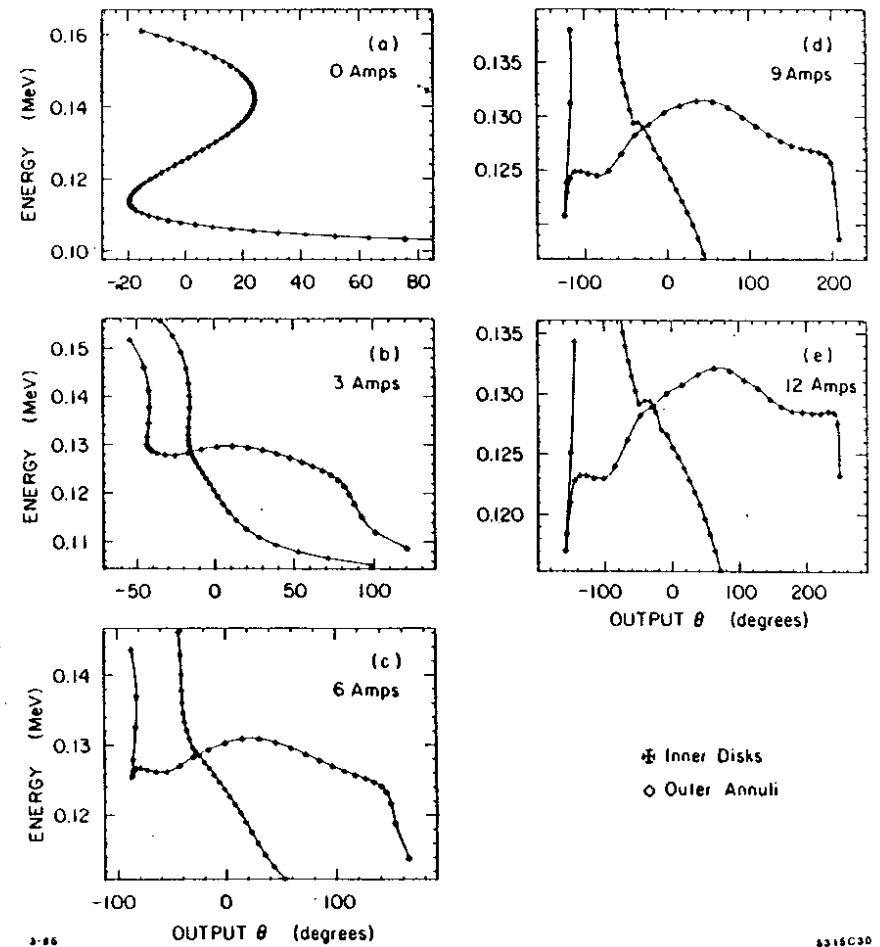 ENERGY (MeV)
0.16
0.14
0.12
0.10
(a)
0 Amps
-20 0 20 40 60 80
ENERGY (MeV)
0.15
0.14
0.13
0.12
0.11
(b)
3 Amps
-50 0 50 100
ENERGY (MeV)
0.14
0.13
0.12
(c)
6 Amps
-100 0 100
OUTPUT θ (degrees)
0.135
0.130
0.125
(d)
9 Amps
-100 0 100 200
0.135
0.130
0.125
0.120
(e)
12 Amps
-100 0 100 200
OUTPUT θ (degrees)
Inner Disks
Outer Annuli
5315C30